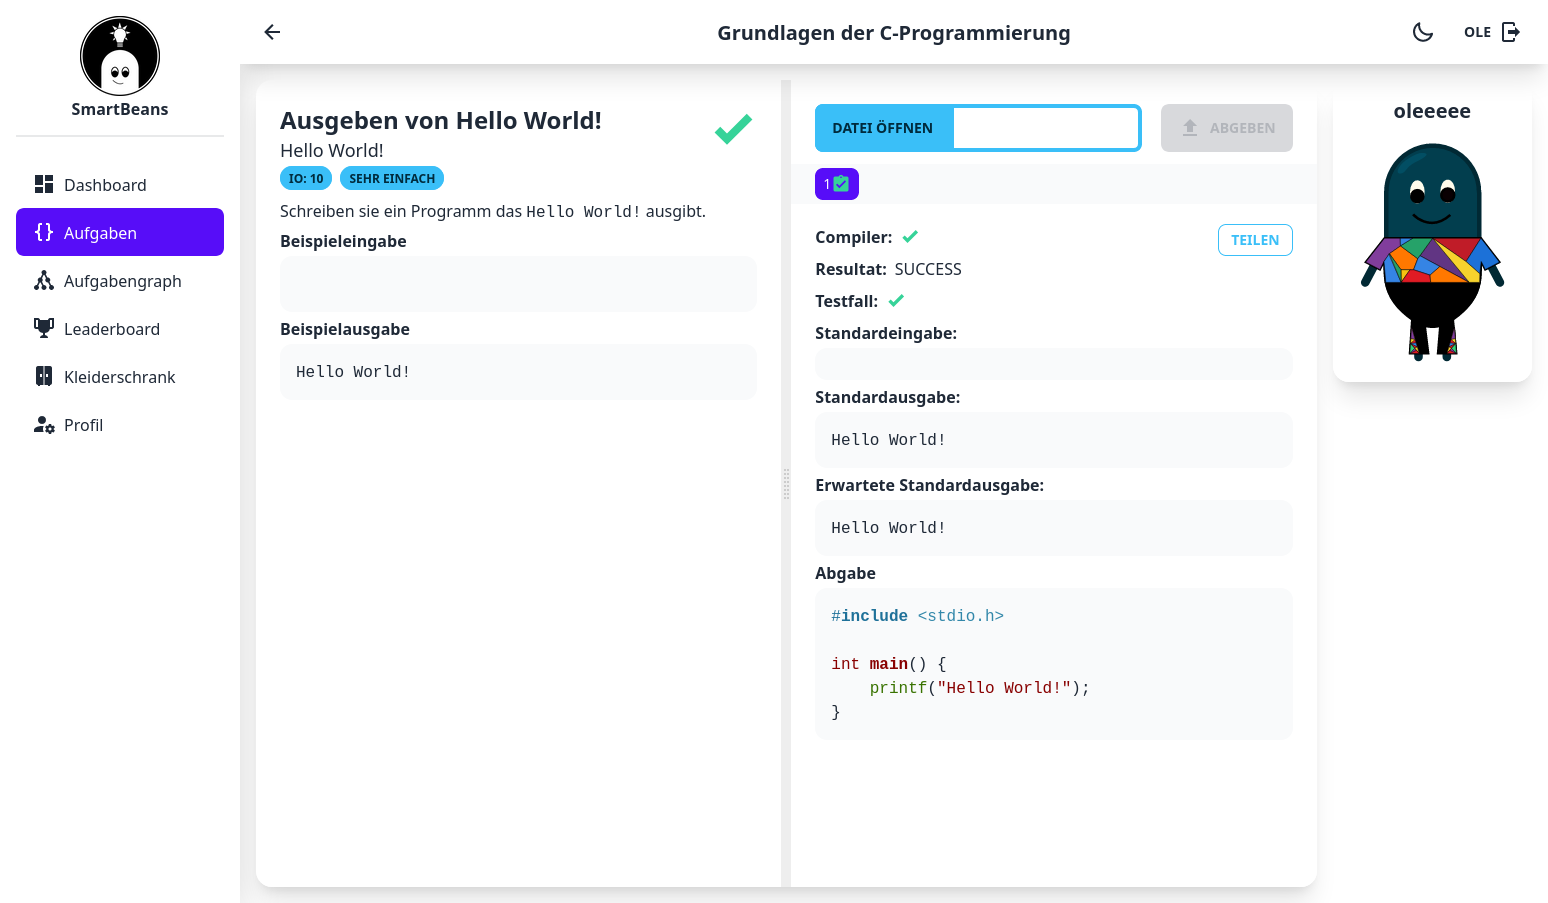 SmartBeans
Dashboard
Aufgaben
Aufgabengraph
Leaderboard
Kleiderschrank
Profil
Grundlagen der C-Programmierung
OLE
Ausgeben von Hello World!
Hello World!
IO: 10 SEHR EINFACH
Schreiben sie ein Programm das Hello World! ausgibt.
Beispieleingabe
Beispielausgabe
Hello World!
DATEI ÖFFNEN
ABGEBEN
1
Compiler:
TEILEN
Resultat: SUCCESS
Testfall:
Standardeingabe:
Standardausgabe:
Hello World!
Erwartete Standardausgabe:
Hello World!
Abgabe
#include <stdio.h>
int main() {
    printf("Hello World!");
}
oleeeee